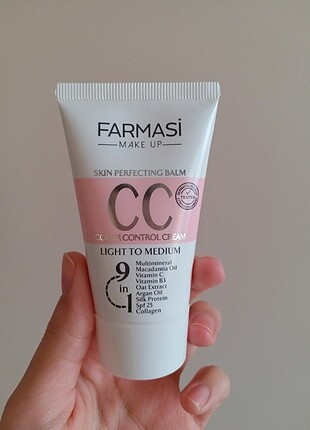 FARMASİ
MAKE UP
SKIN PERFECTING BALM
CC
CONTROL CREAM
LIGHT TO MEDIUM
9 in 1
Multimineral
Macadamia Oil
Vitamin C
Vitamin B3
Oat Extract
Argan Oil
Silk Protein
Spf 25
Collagen
TESTED